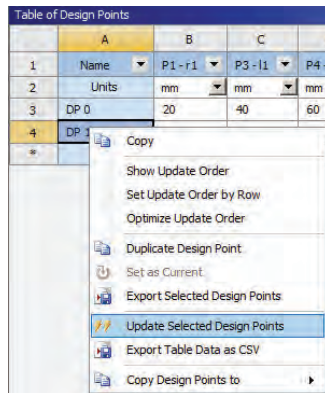 Table of Design Points
A B C
1 Name P1-r1 P3-l1 P4-
2 Units mm mm mm
3 DP 0 20 40 60
4 DP 1
*
Copy
Show Update Order
Set Update Order by Row
Optimize Update Order
Duplicate Design Point
Set as Current
Export Selected Design Points
Update Selected Design Points
Export Table Data as CSV
Copy Design Points to